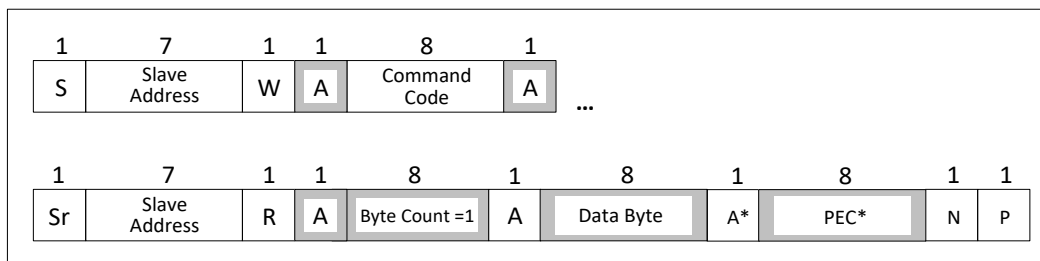 1 7 1 1 8 1
S Slave Address W A Command Code A ...
1 7 1 1 8 1 8 1 8 1 1
Sr Slave Address R A Byte Count =1 A Data Byte A* PEC* N P